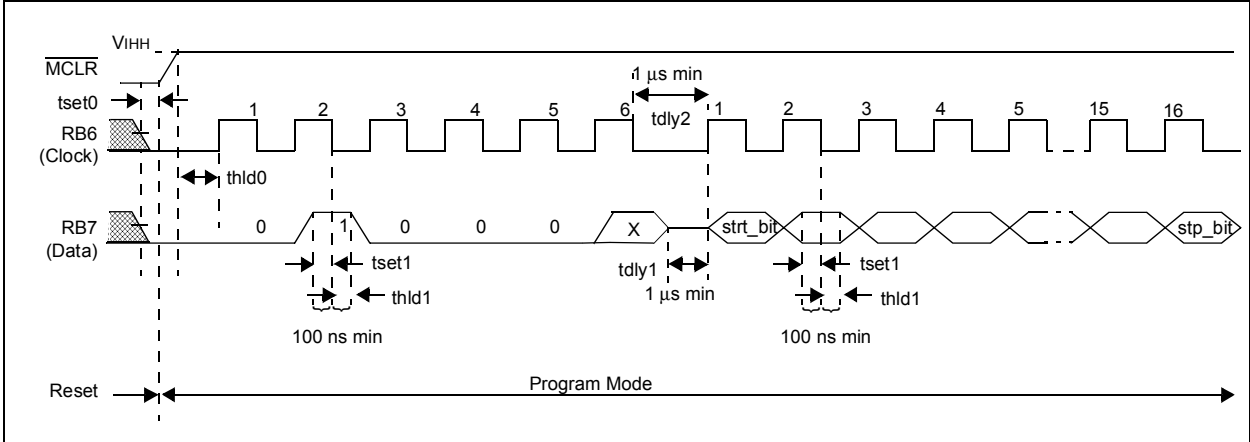 VIHH
MCLR
1 µs min
tset0
1 2 3 4 5 6 1 2 3 4 5 15 16
tdly2
RB6
(Clock)
thld0
RB7
(Data)
0 1 0 0 0 X strt_bit stp_bit
tset1 tdly1 tset1
thld1 1 µs min thld1
100 ns min 100 ns min
Reset Program Mode